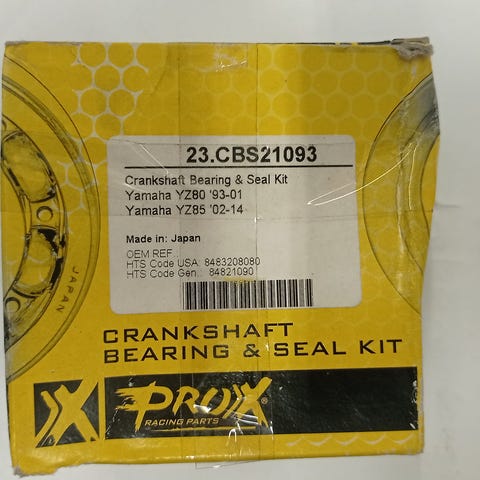 23.CBS21093
Crankshaft Bearing & Seal Kit
Yamaha YZ80 '93-01
Yamaha YZ85 '02-14
Made in: Japan
OEM REF.:
HTS Code USA: 8483208080
HTS Code Gen.: 84821090
JAPAN
CRANKSHAFT
BEARING & SEAL KIT
X PROX
RACING PARTS